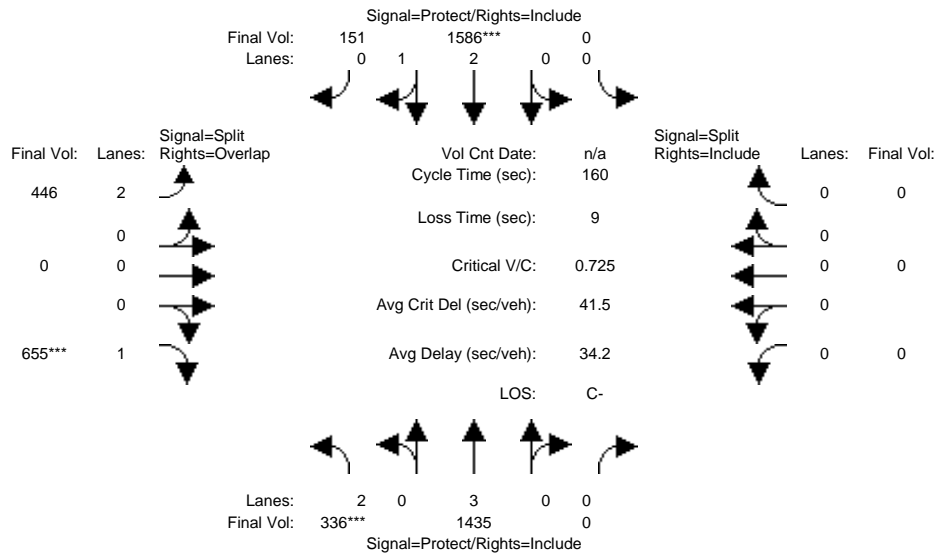 Signal=Protect/Rights=Include
Final Vol: 151 1586*** 0
Lanes: 0 1 2 0 0
Signal=Split
Final Vol: Lanes: Rights=Overlap
Vol Cnt Date: n/a
Signal=Split
Rights=Include Lanes: Final Vol:
Cycle Time (sec): 160
446 2
0 0
Loss Time (sec): 9
0
0
0 0
Critical V/C: 0.725
0 0
0
Avg Crit Del (sec/veh): 41.5
0
655*** 1
Avg Delay (sec/veh): 34.2
0 0
LOS: C-
Lanes: 2 0 3 0 0
Final Vol: 336*** 1435 0
Signal=Protect/Rights=Include